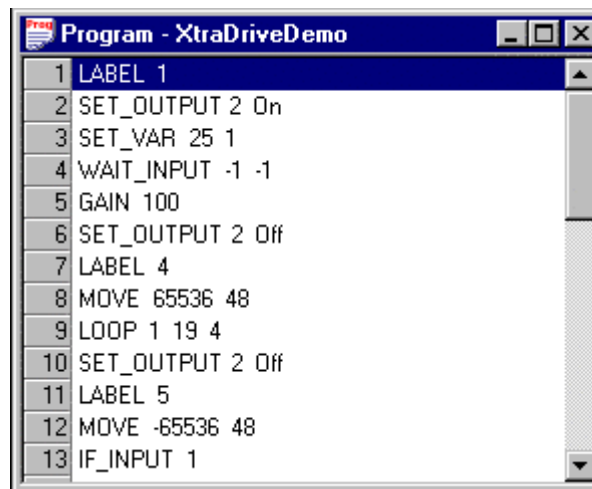 Prog
Program - XtraDriveDemo
1 LABEL 1
2 SET_OUTPUT 2 On
3 SET_VAR 25 1
4 WAIT_INPUT -1 -1
5 GAIN 100
6 SET_OUTPUT 2 Off
7 LABEL 4
8 MOVE 65536 48
9 LOOP 1 19 4
10 SET_OUTPUT 2 Off
11 LABEL 5
12 MOVE -65536 48
13 IF_INPUT 1